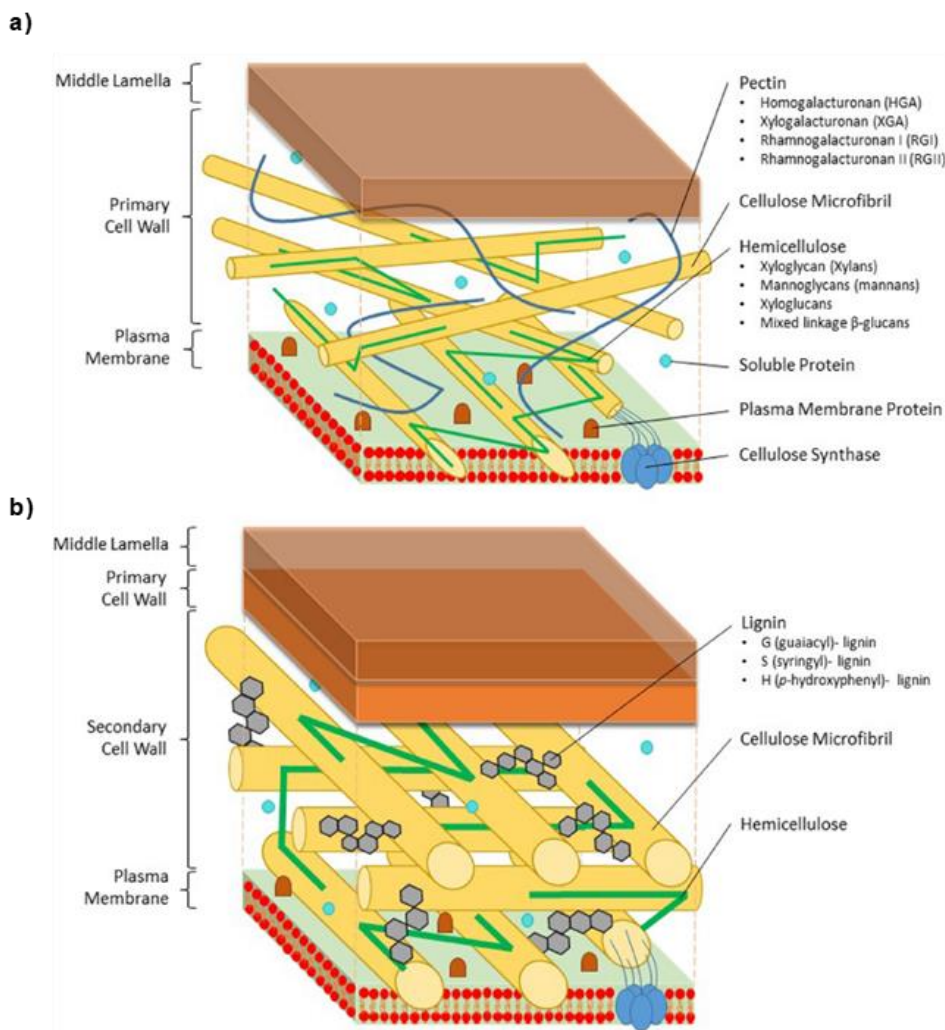 a)
Middle Lamella
Primary
Cell Wall
Plasma
Membrane
Pectin
• Homogalacturonan (HGA)
• Xylogalacturonan (XGA)
• Rhamnogalacturonan I (RGI)
• Rhamnogalacturonan II (RGII)
Cellulose Microfibril
Hemicellulose
• Xyloglycan (Xylans)
• Mannoglycans (mannans)
• Xyloglucans
• Mixed linkage β-glucans
Soluble Protein
Plasma Membrane Protein
Cellulose Synthase
b)
Middle Lamella
Primary
Cell Wall
Secondary
Cell Wall
Plasma
Membrane
Lignin
• G (guaiacyl)- lignin
• S (syringyl)- lignin
• H (p-hydroxyphenyl)- lignin
Cellulose Microfibril
Hemicellulose